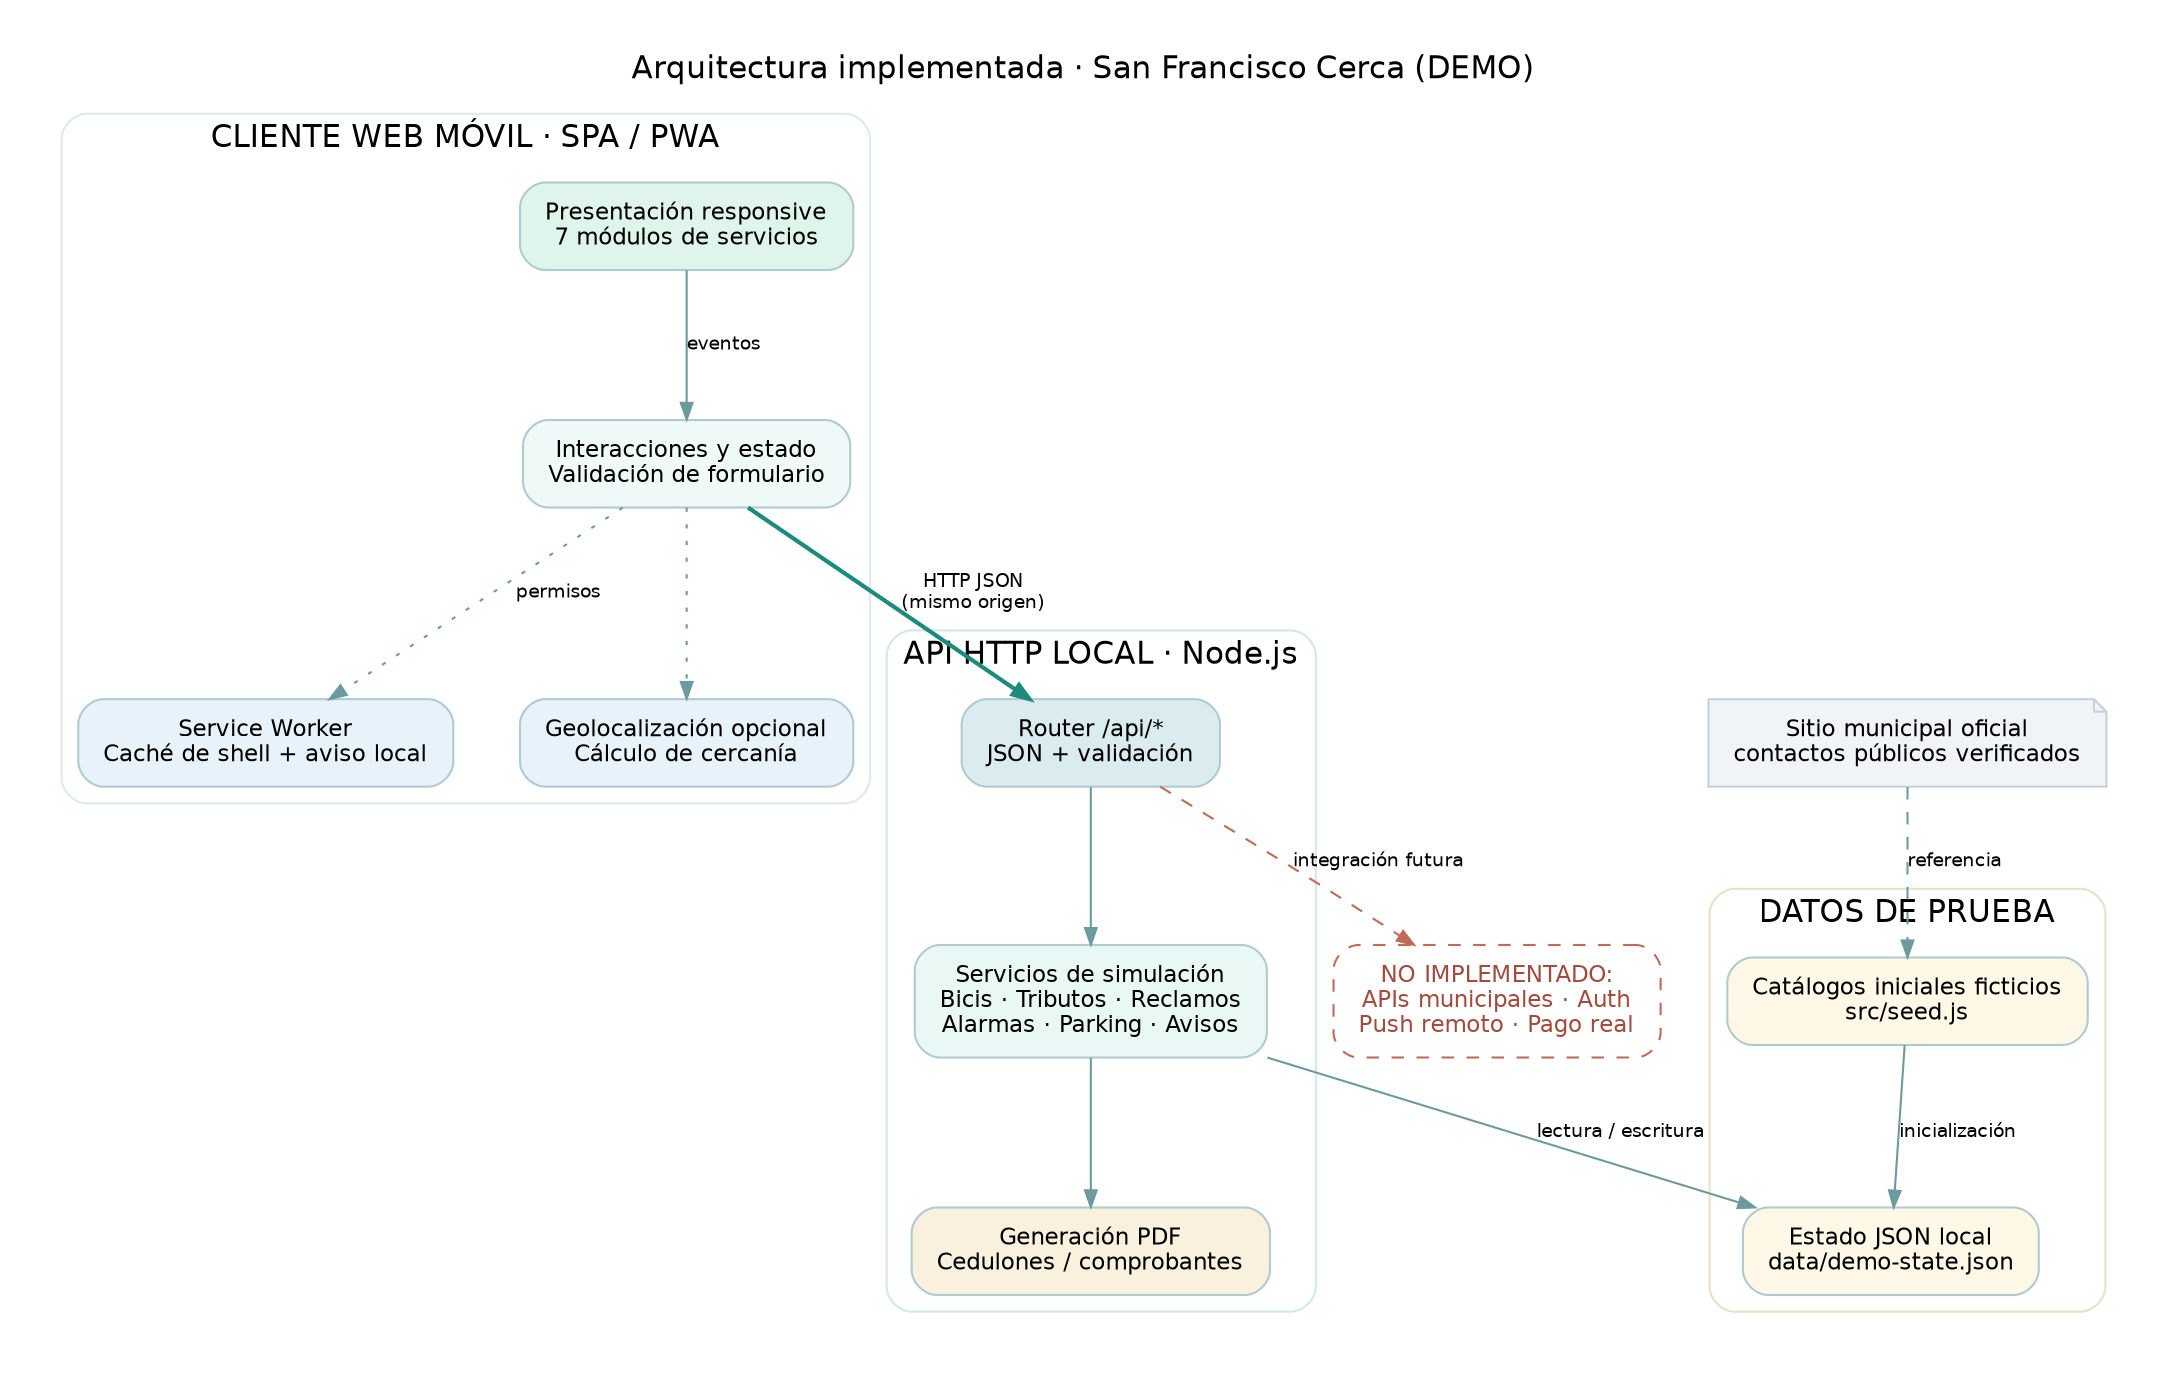 Arquitectura implementada · San Francisco Cerca (DEMO)
CLIENTE WEB MÓVIL · SPA / PWA
Presentación responsive
7 módulos de servicios
eventos
Interacciones y estado
Validación de formulario
permisos
HTTP JSON
(mismo origen)
Service Worker
Caché de shell + aviso local
Geolocalización opcional
Cálculo de cercanía
API HTTP LOCAL · Node.js
Router /api/*
JSON + validación
integración futura
Servicios de simulación
Bicis · Tributos · Reclamos
Alarmas · Parking · Avisos
NO IMPLEMENTADO:
APIs municipales · Auth
Push remoto · Pago real
Generación PDF
Cedulones / comprobantes
lectura / escritura
Sitio municipal oficial
contactos públicos verificados
referencia
DATOS DE PRUEBA
Catálogos iniciales ficticios
src/seed.js
inicialización
Estado JSON local
data/demo-state.json